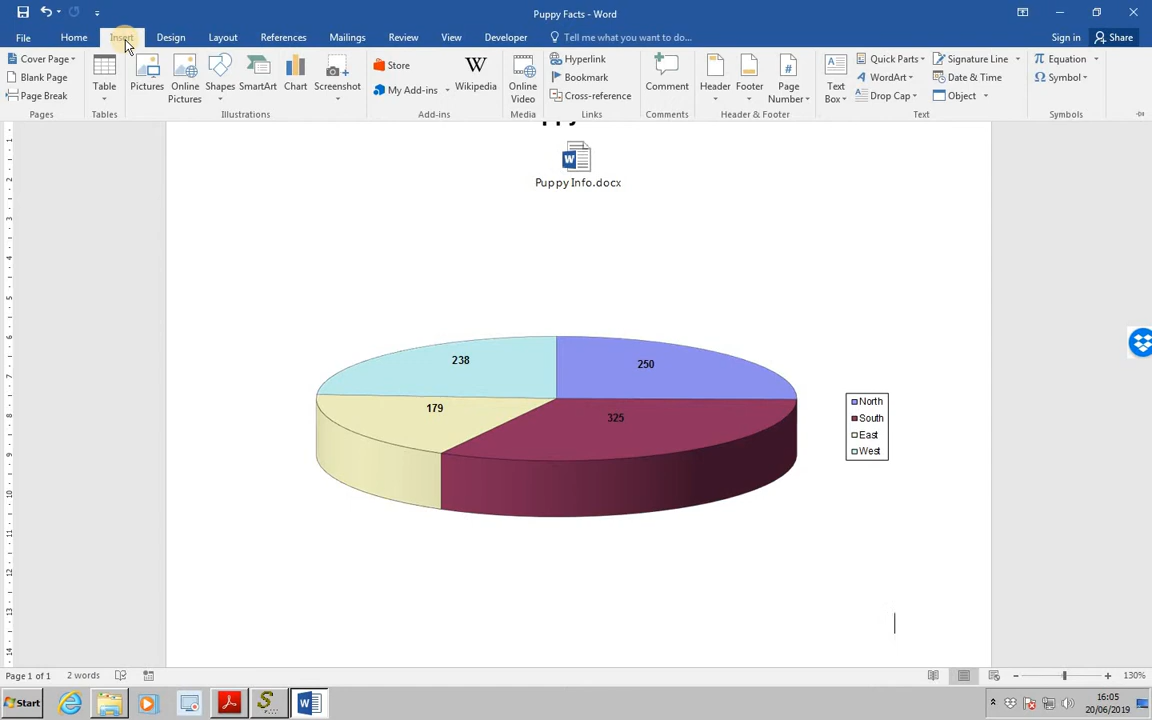 Puppy Facts - Word
File Home Insert Design Layout References Mailings Review View Developer Tell me what you want to do... Sign in Share
Cover Page
Blank Page
Page Break
Pages
Table
Tables
Pictures
Online Pictures
Shapes
SmartArt
Chart
Screenshot
Illustrations
Store
My Add-ins
W
Wikipedia
Add-ins
Online Video
Media
Hyperlink
Bookmark
Cross-reference
Links
Comment
Comments
Header
Footer
Page Number
#
Header & Footer
Text Box
A
Quick Parts
WordArt
Drop Cap
Signature Line
Date & Time
Object
Text
π Equation
Ω Symbol
Symbols
W
Puppy Info.docx
238
250
179
325
North
South
East
West
Page 1 of 1 2 words 130%
Start
16:05
20/06/2019